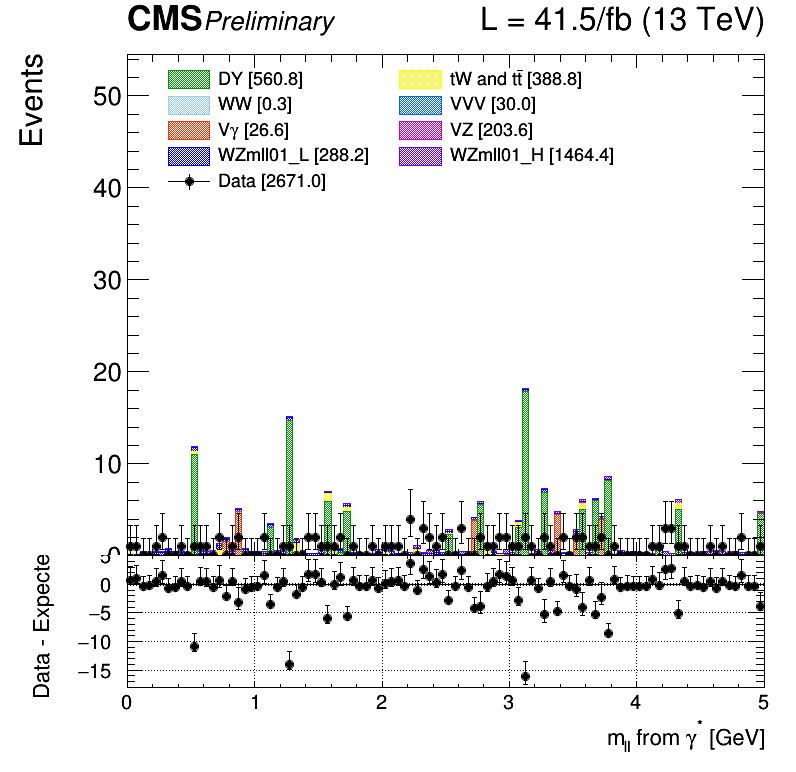 CMS Preliminary L = 41.5/fb (13 TeV)
Events
DY [560.8] tW and tt̄ [388.8]
WW [0.3] VVV [30.0]
Vγ [26.6] VZ [203.6]
WZmll01_L [288.2] WZmll01_H [1464.4]
Data [2671.0]
50
40
30
20
10
Data - Expecte
0
−5
−10
−15
0 1 2 3 4 5
m_ll from γ* [GeV]